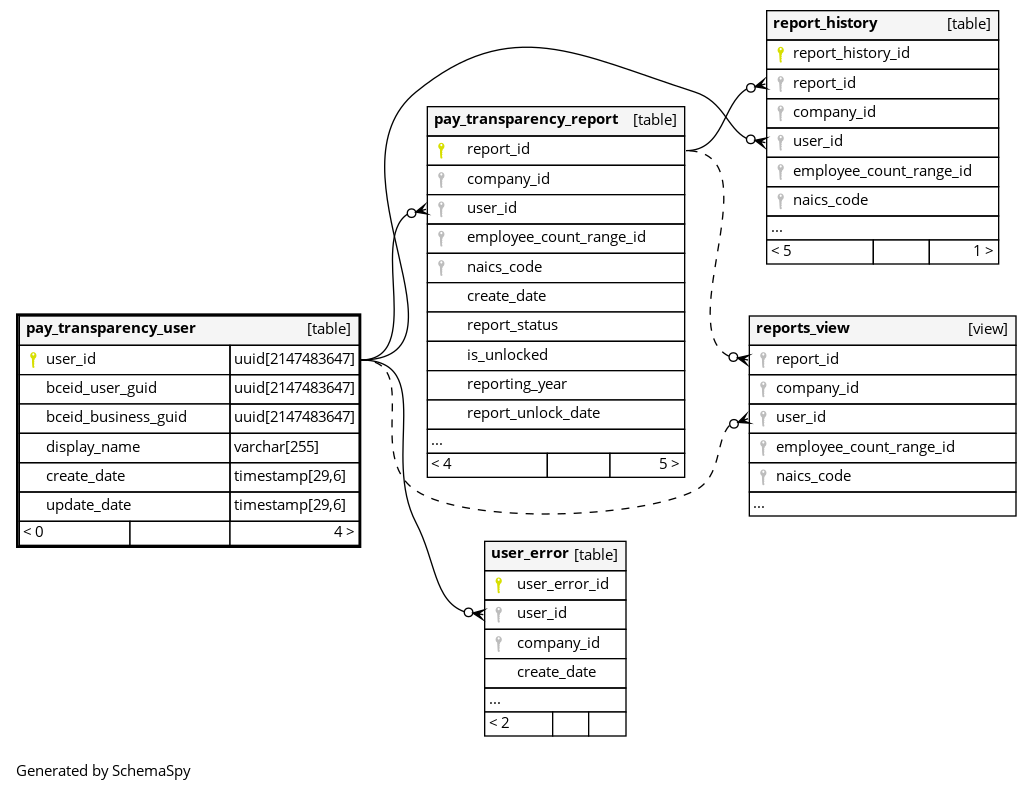 report_history [table]
report_history_id
report_id
company_id
user_id
employee_count_range_id
naics_code
...
< 5 1 >
pay_transparency_report [table]
report_id
company_id
user_id
employee_count_range_id
naics_code
create_date
report_status
is_unlocked
reporting_year
report_unlock_date
...
< 4 5 >
pay_transparency_user [table]
user_id uuid[2147483647]
bceid_user_guid uuid[2147483647]
bceid_business_guid uuid[2147483647]
display_name varchar[255]
create_date timestamp[29,6]
update_date timestamp[29,6]
< 0 4 >
reports_view [view]
report_id
company_id
user_id
employee_count_range_id
naics_code
...
user_error [table]
user_error_id
user_id
company_id
create_date
...
< 2
Generated by SchemaSpy